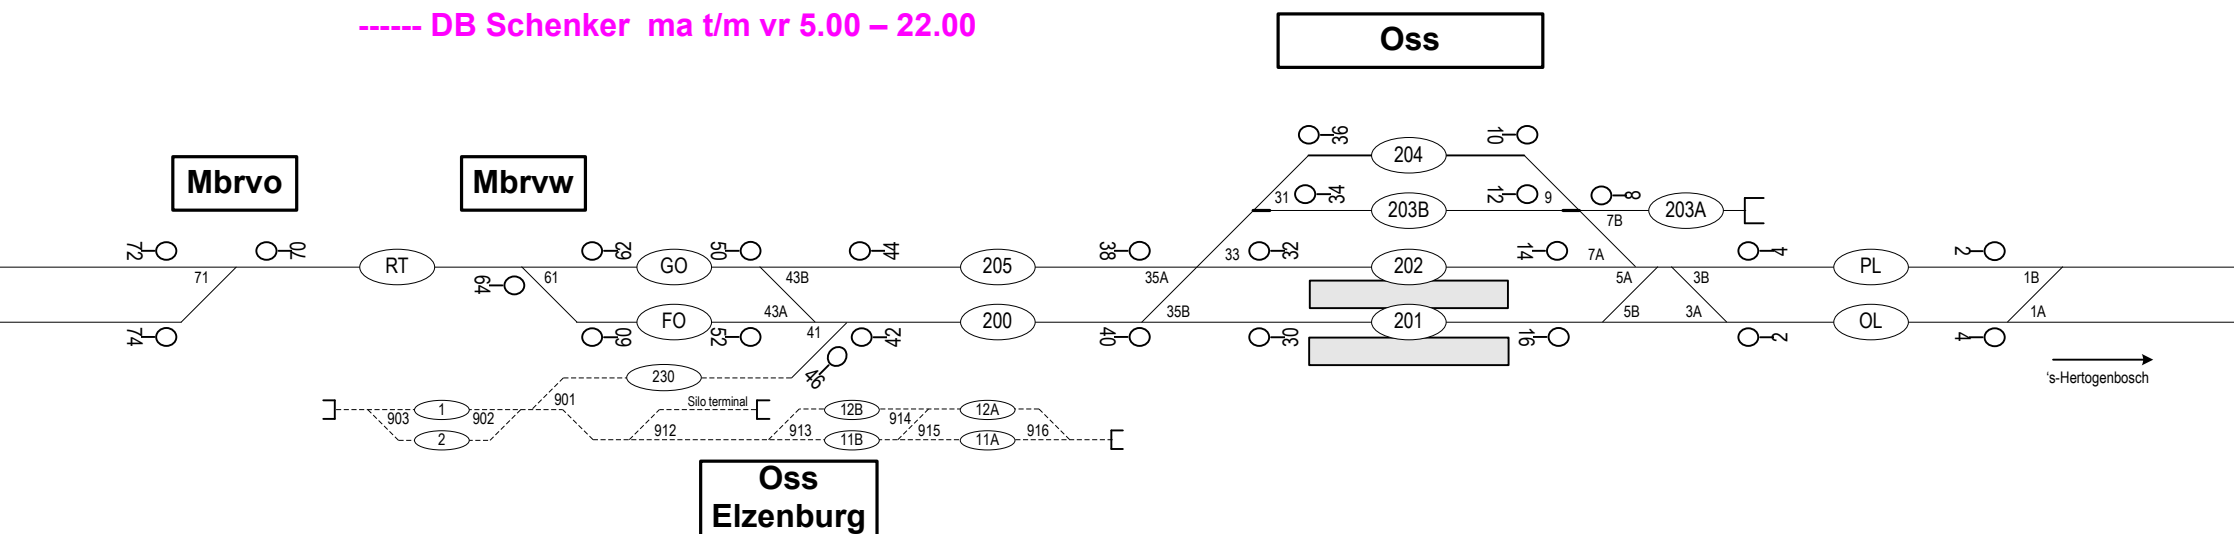 ------ DB Schenker  ma t/m vr 5.00 – 22.00
Oss
36 204 10
Mbrvo Mbrvw
31 34 203B 12 9 8 203A
7B
72 70 RT 62 GO 50 44 205 38 33 32 202 14 7A 4 PL 2
71 64 61 43B 35A 5A 3B 1B
74 60 FO 52 43A 41 42 200 40 35B 30 201 16 5B 3A 2 OL 4 1A
46
's-Hertogenbosch
230
901 Silo terminal
903 1 902 12B 914 12A
2 912 913 11B 915 11A 916
Oss
Elzenburg